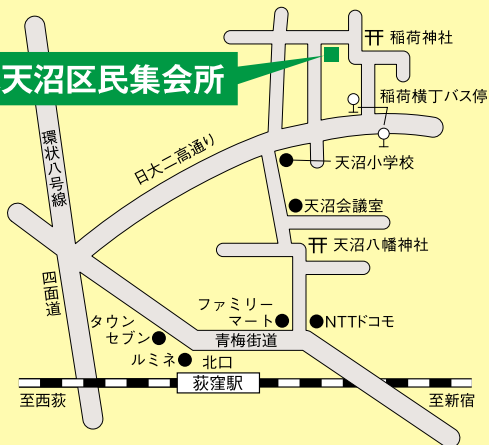 稲荷神社
天沼区民集会所
稲荷横丁バス停
環状八号線
日大二高通り
天沼小学校
天沼会議室
天沼八幡神社
四面道
ファミリー
マート
NTTドコモ
タウン
セブン
青梅街道
ルミネ
北口
荻窪駅
至西荻
至新宿